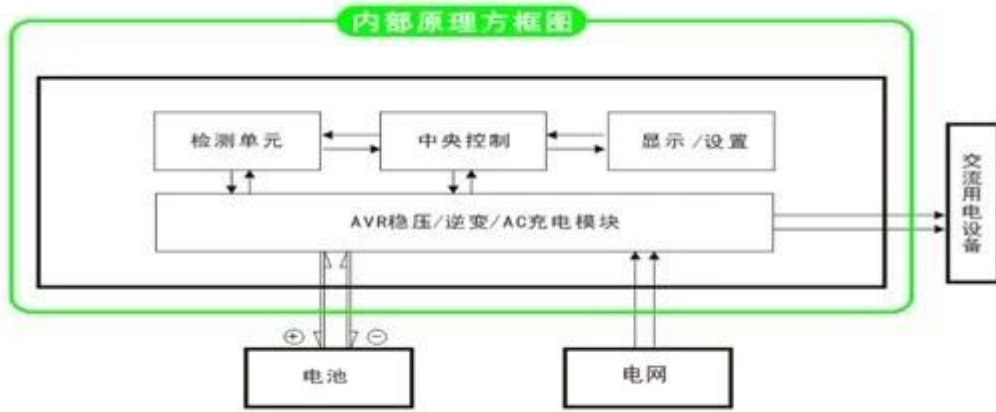 内部原理方框图
检测单元
中央控制
显示/设置
AVR稳压/逆变/AC充电模块
交流用电设备
+
−
电池
电网